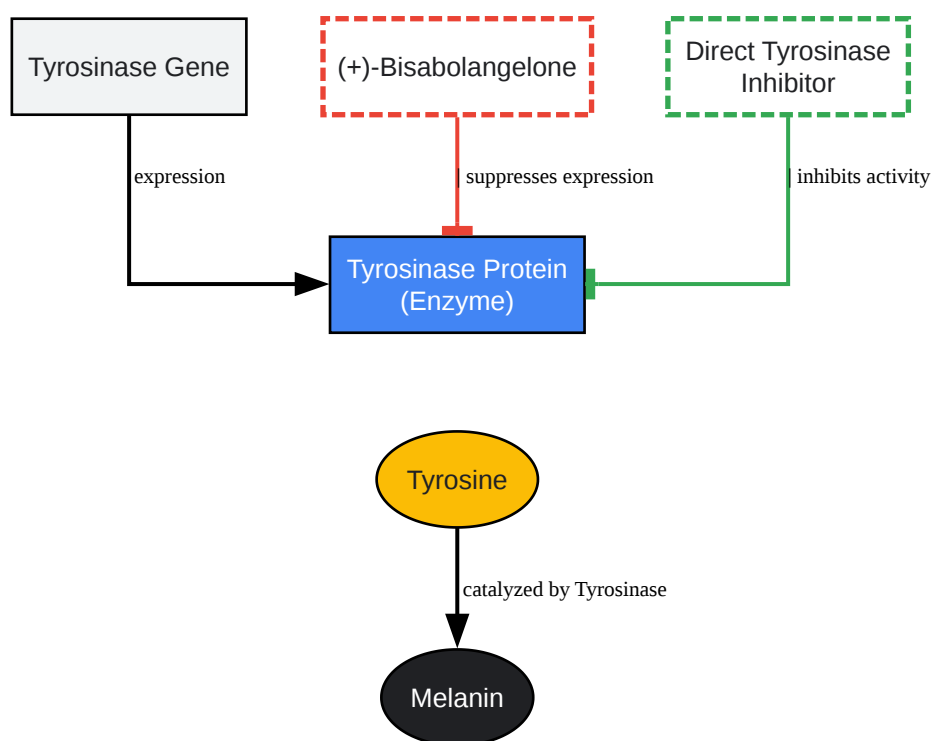 Tyrosinase Gene
(+)-Bisabolangelone
Direct Tyrosinase
Inhibitor
expression
| suppresses expression
| inhibits activity
Tyrosinase Protein
(Enzyme)
Tyrosine
catalyzed by Tyrosinase
Melanin